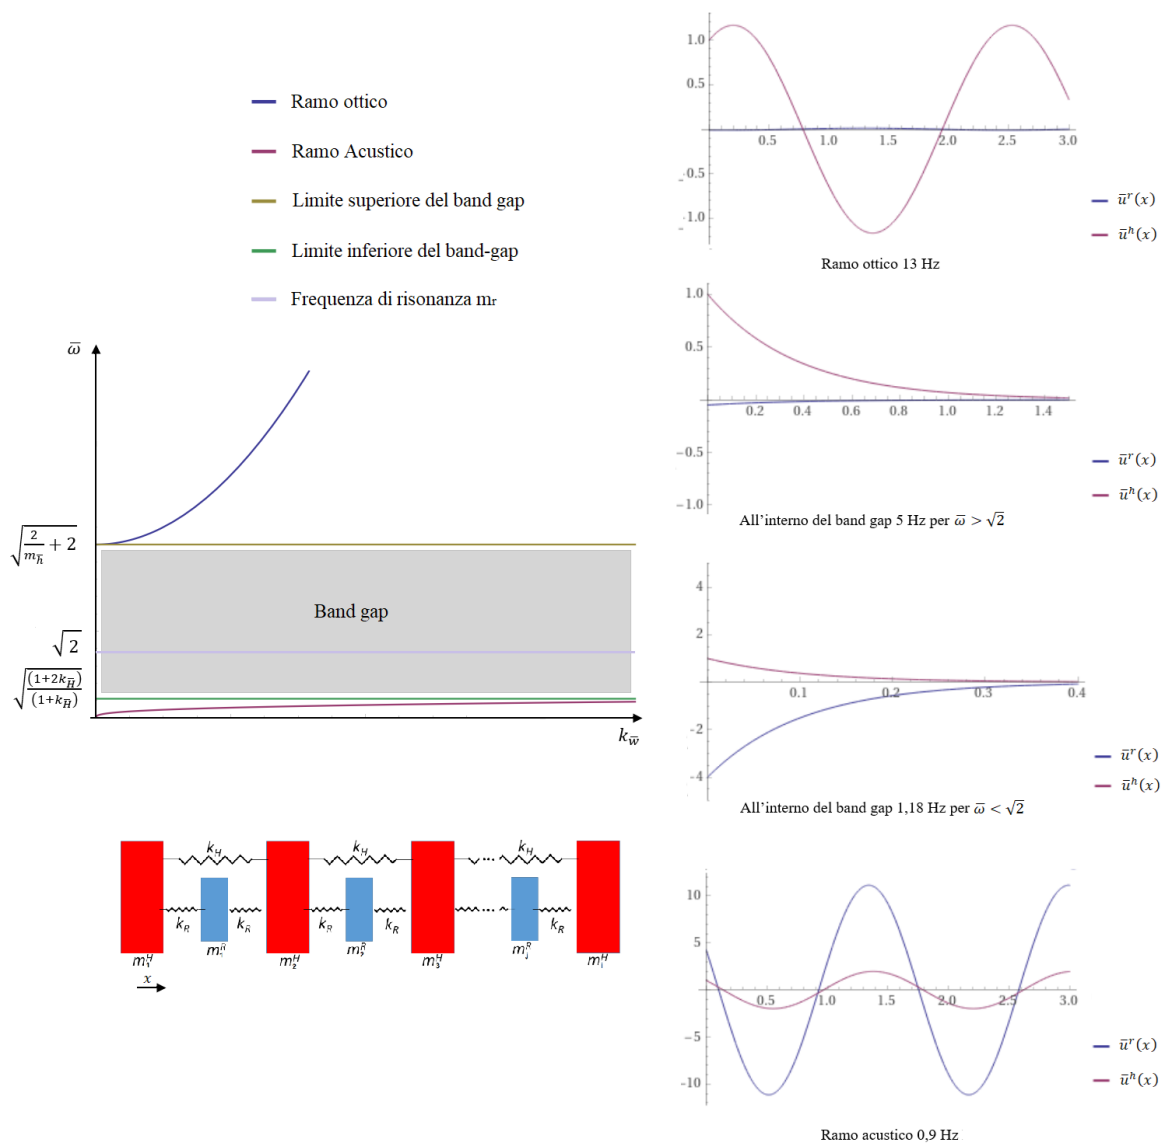 Ramo ottico
Ramo Acustico
Limite superiore del band gap
Limite inferiore del band-gap
Frequenza di risonanza mᵣ
ω̅
√(2/m_h̅ + 2)
Band gap
√2
√((1+2k_H̅)/(1+k_H̅))
k_w̅
k_H k_H k_H
k_R k_R k_R k_R k_R
m₁ᴴ m₁ᴿ m₂ᴴ m₂ᴿ m₃ᴴ
x
1.0
0.5
0.5 1.0 1.5 2.0 2.5 3.0
-0.5
-1.0
u̅ʳ(x)
u̅ʰ(x)
Ramo ottico 13 Hz
1.0
0.5
0.2 0.4 0.6 0.8 1.0 1.2 1.4
-0.5
-1.0
u̅ʳ(x)
u̅ʰ(x)
All'interno del band gap 5 Hz per ω̅ > √2
4
2
0.1 0.2 0.3 0.4
-2
-4
u̅ʳ(x)
u̅ʰ(x)
All'interno del band gap 1,18 Hz per ω̅ < √2
10
5
0.5 1.0 1.5 2.0 2.5 3.0
-5
-10
u̅ʳ(x)
u̅ʰ(x)
Ramo acustico 0,9 Hz